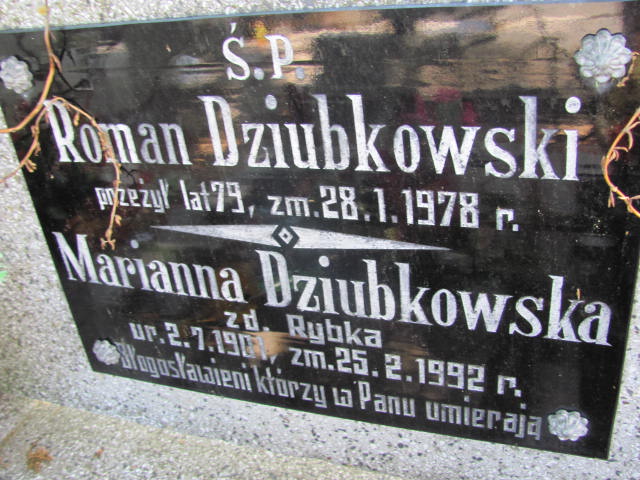 Ś.P.
Roman Dziubkowski
przeżył lat 79, zm. 28.1.1978 r.
Marianna Dziubkowska
zd. Rybka
ur. 2.7.1901, zm. 25.2.1992 r.
Błogosławieni którzy w Panu umierają